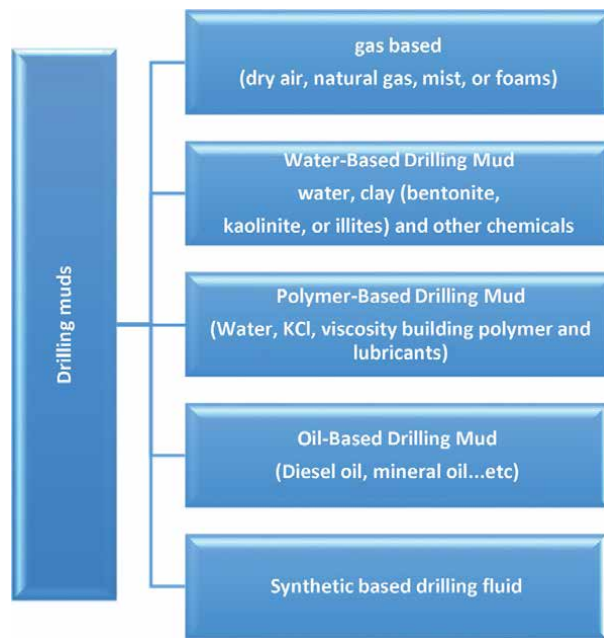 Drilling muds
gas based
(dry air, natural gas, mist, or foams)
Water-Based Drilling Mud
water, clay (bentonite,
kaolinite, or illites) and other chemicals
Polymer-Based Drilling Mud
(Water, KCl, viscosity building polymer and
lubricants)
Oil-Based Drilling Mud
(Diesel oil, mineral oil...etc)
Synthetic based drilling fluid